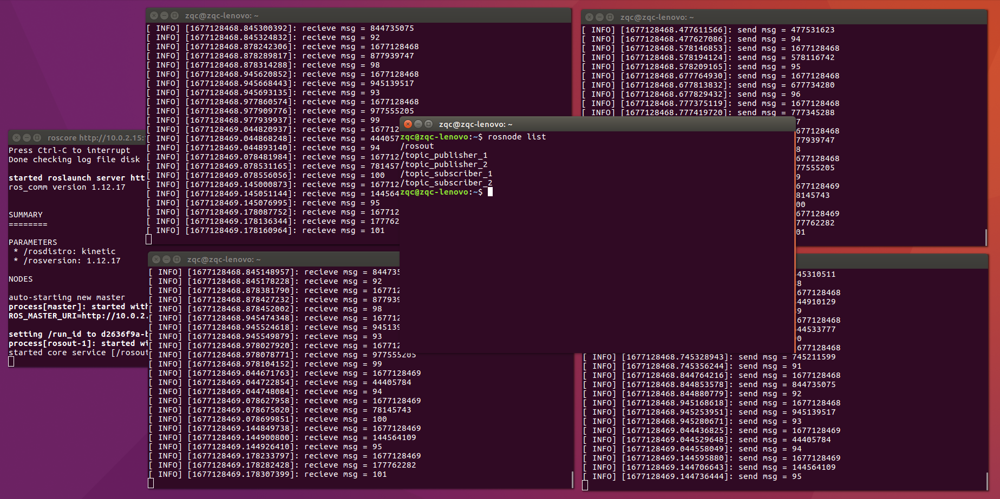 zqc@zqc-lenovo: ~
[ INFO] [1677128468.845300392]: recieve msg = 844735075
[ INFO] [1677128468.845324832]: recieve msg = 92
[ INFO] [1677128468.878242306]: recieve msg = 1677128468
[ INFO] [1677128468.878289817]: recieve msg = 877939747
[ INFO] [1677128468.878314288]: recieve msg = 98
[ INFO] [1677128468.945620852]: recieve msg = 1677128468
[ INFO] [1677128468.945668443]: recieve msg = 945139517
[ INFO] [1677128468.945693135]: recieve msg = 93
[ INFO] [1677128468.977860574]: recieve msg = 1677128468
[ INFO] [1677128468.977909776]: recieve msg = 977555205
[ INFO] [1677128468.977939937]: recieve msg = 99
[ INFO] [1677128469.044820937]: recieve msg = 167712
[ INFO] [1677128469.044868248]: recieve msg = 444057
[ INFO] [1677128469.044893140]: recieve msg = 94
[ INFO] [1677128469.078481984]: recieve msg = 167712
[ INFO] [1677128469.078531165]: recieve msg = 781457
[ INFO] [1677128469.078556056]: recieve msg = 100
[ INFO] [1677128469.145000873]: recieve msg = 167712
[ INFO] [1677128469.145051144]: recieve msg = 144564
[ INFO] [1677128469.145076995]: recieve msg = 95
[ INFO] [1677128469.178087752]: recieve msg = 167712
[ INFO] [1677128469.178136344]: recieve msg = 177762
[ INFO] [1677128469.178160964]: recieve msg = 101
zqc@zqc-lenovo: ~
[ INFO] [1677128468.477611566]: send msg = 477531623
[ INFO] [1677128468.477627086]: send msg = 94
[ INFO] [1677128468.578146853]: send msg = 1677128468
[ INFO] [1677128468.578194124]: send msg = 578116742
[ INFO] [1677128468.578209165]: send msg = 95
[ INFO] [1677128468.677764930]: send msg = 1677128468
[ INFO] [1677128468.677813832]: send msg = 677734280
[ INFO] [1677128468.677829432]: send msg = 96
[ INFO] [1677128468.777375119]: send msg = 1677128468
[ INFO] [1677128468.777419720]: send msg = 777345288
7
677128468
77939747
8
677128468
77555205
9
677128469
8145743
00
677128469
77762282
01
zqc@zqc-lenovo: ~
zqc@zqc-lenovo:~$ rosnode list
/rosout
/topic_publisher_1
/topic_publisher_2
/topic_subscriber_1
/topic_subscriber_2
zqc@zqc-lenovo:~$
roscore http://10.0.2.15:
Press Ctrl-C to interrupt
Done checking log file disk
started roslaunch server htt
ros_comm version 1.12.17
SUMMARY
========
PARAMETERS
* /rosdistro: kinetic
* /rosversion: 1.12.17
NODES
auto-starting new master
process[master]: started with
ROS_MASTER_URI=http://10.0.2.
setting /run_id to d2636f9a-b
process[rosout-1]: started wi
started core service [/rosout
zqc@zqc-lenovo: ~
[ INFO] [1677128468.845148957]: recieve msg = 844735
[ INFO] [1677128468.845178228]: recieve msg = 92
[ INFO] [1677128468.878381790]: recieve msg = 167712
[ INFO] [1677128468.878427232]: recieve msg = 877939
[ INFO] [1677128468.878452002]: recieve msg = 98
[ INFO] [1677128468.945474348]: recieve msg = 167712
[ INFO] [1677128468.945524618]: recieve msg = 945139
[ INFO] [1677128468.945549879]: recieve msg = 93
[ INFO] [1677128468.978027920]: recieve msg = 167712
[ INFO] [1677128468.978078771]: recieve msg = 977555205
[ INFO] [1677128468.978104152]: recieve msg = 99
[ INFO] [1677128469.044671763]: recieve msg = 1677128469
[ INFO] [1677128469.044722854]: recieve msg = 44405784
[ INFO] [1677128469.044748084]: recieve msg = 94
[ INFO] [1677128469.078627958]: recieve msg = 1677128469
[ INFO] [1677128469.078675020]: recieve msg = 78145743
[ INFO] [1677128469.078699851]: recieve msg = 100
[ INFO] [1677128469.144849738]: recieve msg = 1677128469
[ INFO] [1677128469.144900800]: recieve msg = 144564109
[ INFO] [1677128469.144926410]: recieve msg = 95
[ INFO] [1677128469.178233797]: recieve msg = 1677128469
[ INFO] [1677128469.178282428]: recieve msg = 177762282
[ INFO] [1677128469.178307399]: recieve msg = 101
45310511
8
677128468
44910129
9
677128468
44533777
0
677128468
[ INFO] [1677128468.745328943]: send msg = 745211599
[ INFO] [1677128468.745356244]: send msg = 91
[ INFO] [1677128468.844764216]: send msg = 1677128468
[ INFO] [1677128468.844853578]: send msg = 844735075
[ INFO] [1677128468.844880779]: send msg = 92
[ INFO] [1677128468.945168618]: send msg = 1677128468
[ INFO] [1677128468.945253951]: send msg = 945139517
[ INFO] [1677128468.945280671]: send msg = 93
[ INFO] [1677128469.044436825]: send msg = 1677128469
[ INFO] [1677128469.044529648]: send msg = 44405784
[ INFO] [1677128469.044558049]: send msg = 94
[ INFO] [1677128469.144595880]: send msg = 1677128469
[ INFO] [1677128469.144706643]: send msg = 144564109
[ INFO] [1677128469.144736444]: send msg = 95